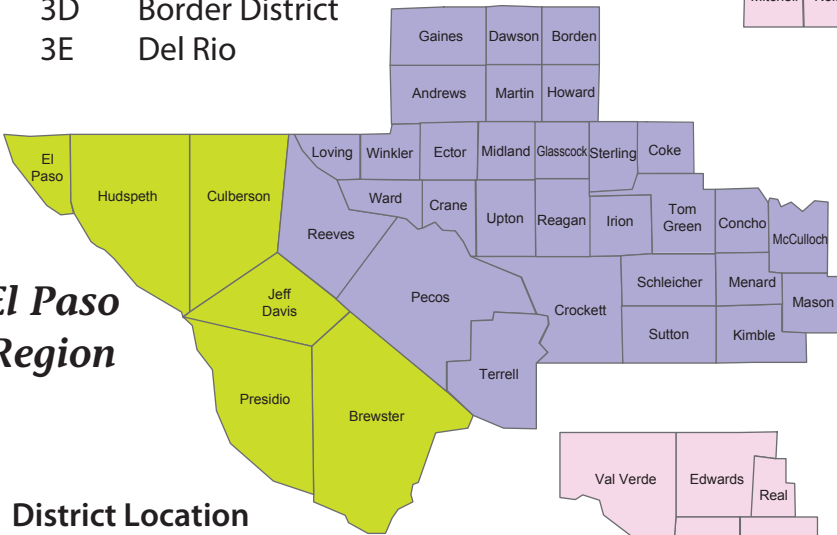 3D Border District
3E Del Rio
Gaines Dawson Borden
Andrews Martin Howard
Loving Winkler Ector Midland Glasscock Sterling Coke
El
Paso
Hudspeth Culberson
Ward Crane
Reeves Upton Reagan Irion
Tom
Green
Concho
McCulloch
Jeff
Davis
Pecos Crockett Schleicher Menard
Mason
El Paso
Region
Sutton Kimble
Terrell
Presidio
Brewster
Val Verde Edwards
Real
District Location